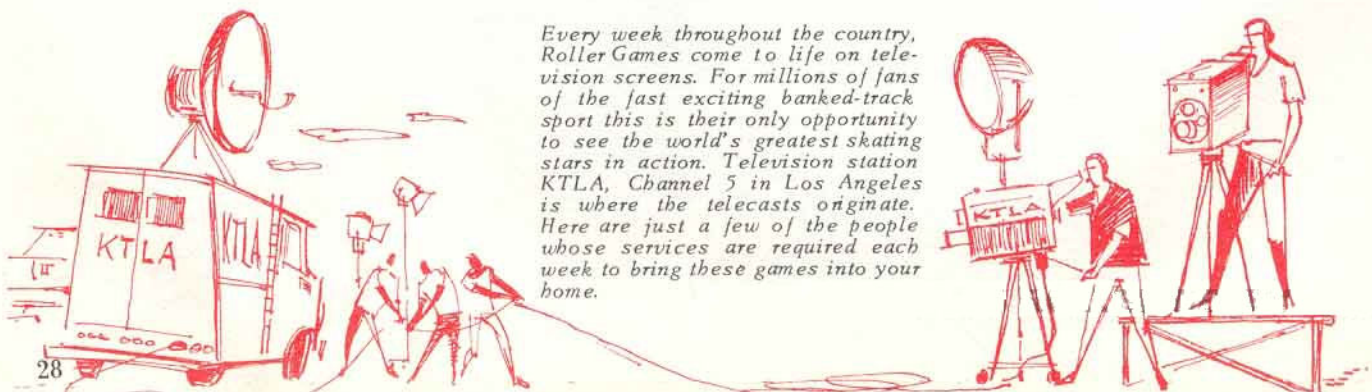 Every week throughout the country,
Roller Games come to life on tele-
vision screens. For millions of fans
of the fast exciting banked-track
sport this is their only opportunity
to see the world's greatest skating
stars in action. Television station
KTLA, Channel 5 in Los Angeles
is where the telecasts originate.
Here are just a few of the people
whose services are required each
week to bring these games into your
home.
KTLA
KTLA
KTLA
28